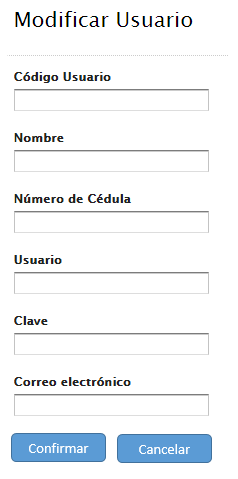 Modificar Usuario
Código Usuario
Nombre
Número de Cédula
Usuario
Clave
Correo electrónico
Confirmar Cancelar